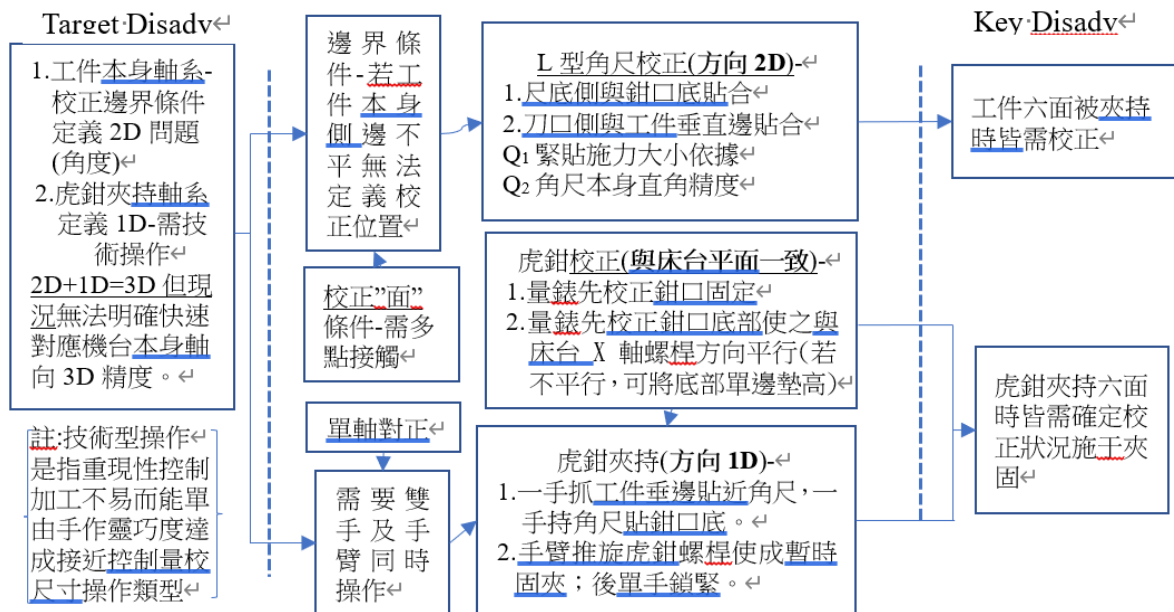 Target Disadv
1.工件本身軸系-
校正邊界條件
定義 2D 問題
(角度)
2.虎鉗夾持軸系
定義 1D-需技
術操作
2D+1D=3D 但現
況無法明確快速
對應機台本身軸
向 3D 精度。
註:技術型操作
是指重現性控制
加工不易而能單
由手作靈巧度達
成接近控制量校
尺寸操作類型
邊界條
件-若工
件本身
側邊不
平無法
定義校
正位置
校正”面”
條件-需多
點接觸
單軸對正
需要雙
手及手
臂同時
操作
L 型角尺校正(方向 2D)-
1.尺底側與鉗口底貼合
2.刀口側與工件垂直邊貼合
Q1 緊貼施力大小依據
Q2 角尺本身直角精度
虎鉗校正(與床台平面一致)-
1.量錶先校正鉗口固定
2.量錶先校正鉗口底部使之與
床台 X 軸螺桿方向平行(若
不平行，可將底部單邊墊高)
虎鉗夾持(方向 1D)-
1.一手抓工件垂邊貼近角尺，一
手持角尺貼鉗口底。
2.手臂推旋虎鉗螺桿使成暫時
固夾；後單手鎖緊。
Key Disadv
工件六面被夾持
時皆需校正
虎鉗夾持六面
時皆需確定校
正狀況施于夾
固